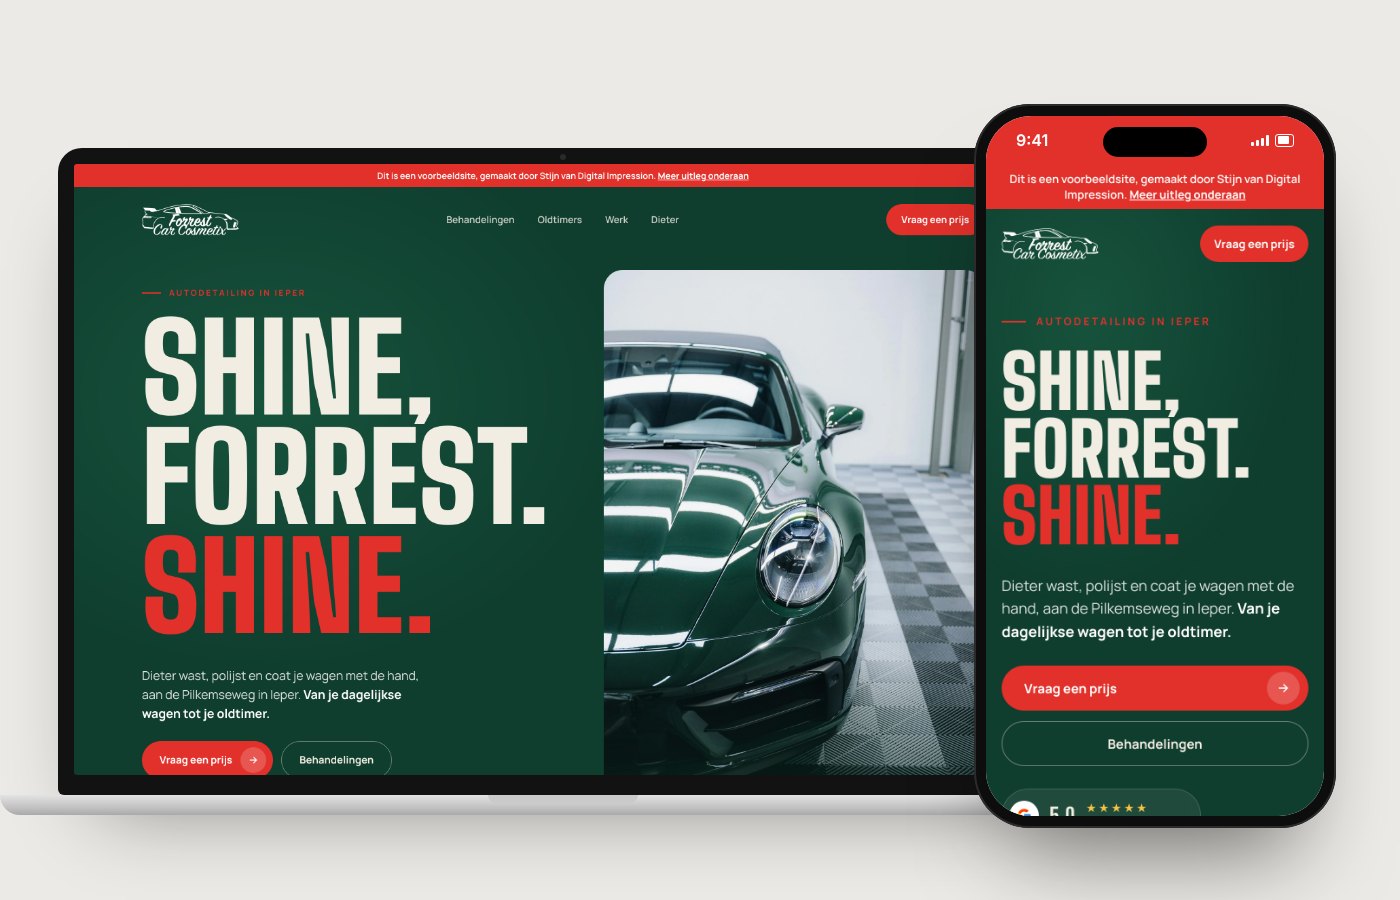 Dit is een voorbeeldsite, gemaakt door Stijn van Digital Impression. Meer uitleg onderaan
Forrest
Car Cosmetix
Behandelingen
Oldtimers
Werk
Dieter
Vraag een prijs
AUTODETAILING IN IEPER
SHINE,
FORREST.
SHINE.
Dieter wast, polijst en coat je wagen met de hand,
aan de Pilkemseweg in Ieper. Van je dagelijkse
wagen tot je oldtimer.
Vraag een prijs
Behandelingen
9:41
Dit is een voorbeeldsite, gemaakt door Stijn van Digital
Impression. Meer uitleg onderaan
Forrest
Car Cosmetix
Vraag een prijs
AUTODETAILING IN IEPER
SHINE,
FORREST.
SHINE.
Dieter wast, polijst en coat je wagen met de
hand, aan de Pilkemseweg in Ieper. Van je
dagelijkse wagen tot je oldtimer.
Vraag een prijs
Behandelingen
5,0